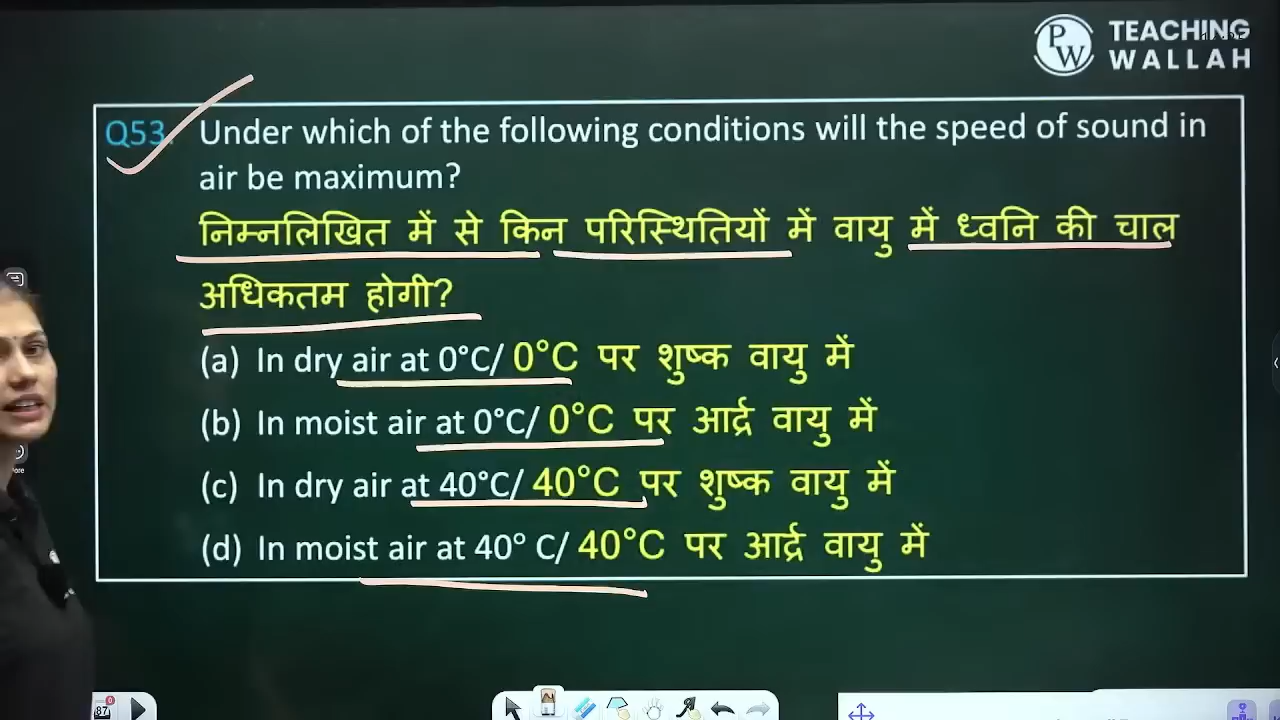 PW TEACHING
WALLAH
Q53. Under which of the following conditions will the speed of sound in
air be maximum?
निम्नलिखित में से किन परिस्थितियों में वायु में ध्वनि की चाल
अधिकतम होगी?
(a) In dry air at 0°C/ 0°C पर शुष्क वायु में
(b) In moist air at 0°C/ 0°C पर आर्द्र वायु में
(c) In dry air at 40°C/ 40°C पर शुष्क वायु में
(d) In moist air at 40° C/ 40°C पर आर्द्र वायु में
87